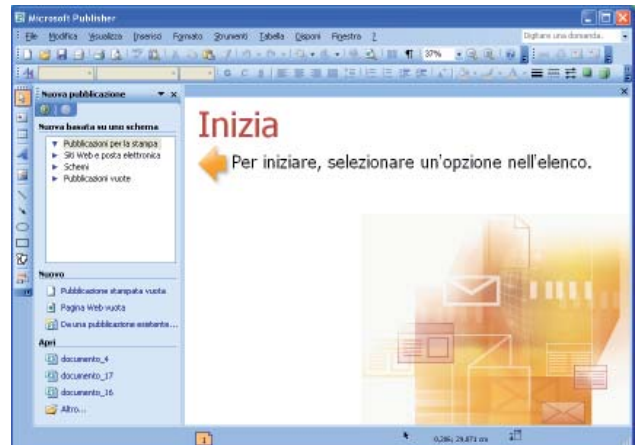 Microsoft Publisher
File Modifica Visualizza Inserisci Formato Strumenti Tabella Disponi Finestra ?
Digitare una domanda.
37%
G C S
Nuova pubblicazione
Nuova basata su uno schema
Pubblicazioni per la stampa
Siti Web e posta elettronica
Schemi
Pubblicazioni vuote
Nuovo
Pubblicazione stampata vuota
Pagina Web vuota
Da una pubblicazione esistente...
Apri
documento_4
documento_17
documento_16
Altro...
Inizia
Per iniziare, selezionare un'opzione nell'elenco.
1